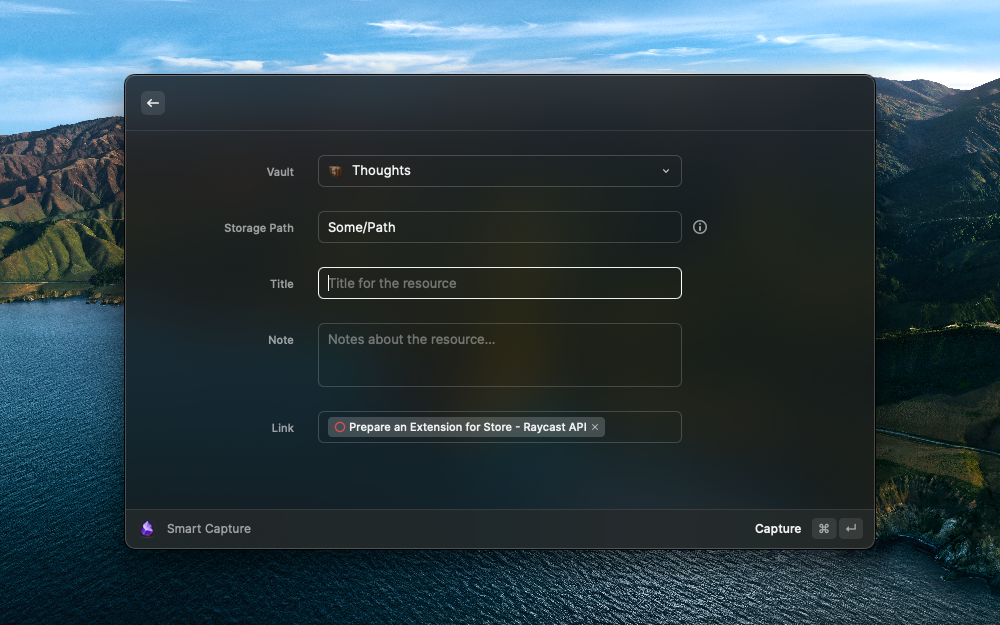 Vault
Thoughts
Storage Path
Some/Path
Title
Title for the resource
Note
Notes about the resource...
Link
Prepare an Extension for Store - Raycast API
Smart Capture
Capture